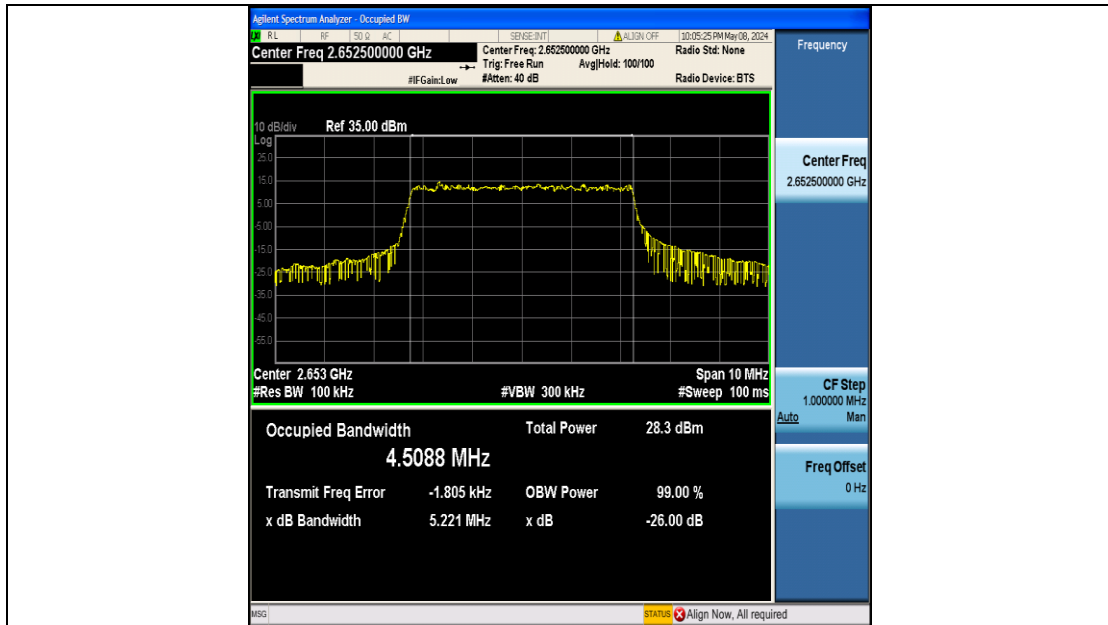 Agilent Spectrum Analyzer - Occupied BW
RL RF 50 Ω AC SENSE:INT ALIGN OFF 10:05:25 PM May 08, 2024
Center Freq 2.652500000 GHz
Center Freq: 2.652500000 GHz
Radio Std: None
Trig: Free Run Avg|Hold: 100/100
#IFGain:Low #Atten: 40 dB Radio Device: BTS
10 dB/div Ref 35.00 dBm
Log
25.0
15.0
5.00
-5.00
-15.0
-25.0
-35.0
-45.0
-55.0
Center 2.653 GHz Span 10 MHz
#Res BW 100 kHz #VBW 300 kHz #Sweep 100 ms
Occupied Bandwidth Total Power 28.3 dBm
4.5088 MHz
Transmit Freq Error -1.805 kHz OBW Power 99.00 %
x dB Bandwidth 5.221 MHz x dB -26.00 dB
Frequency
Center Freq
2.652500000 GHz
CF Step
1.000000 MHz
Auto Man
Freq Offset
0 Hz
MSG STATUS Align Now, All required